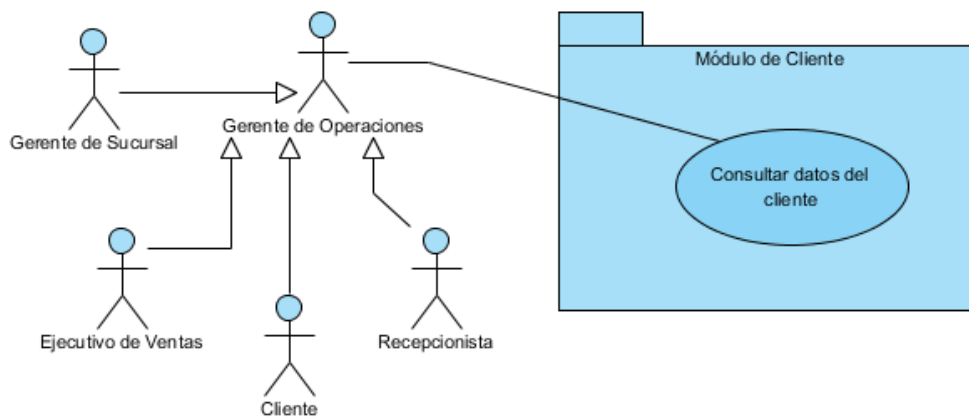 Gerente de Sucursal
Gerente de Operaciones
Módulo de Cliente
Consultar datos del
cliente
Ejecutivo de Ventas
Cliente
Recepcionista